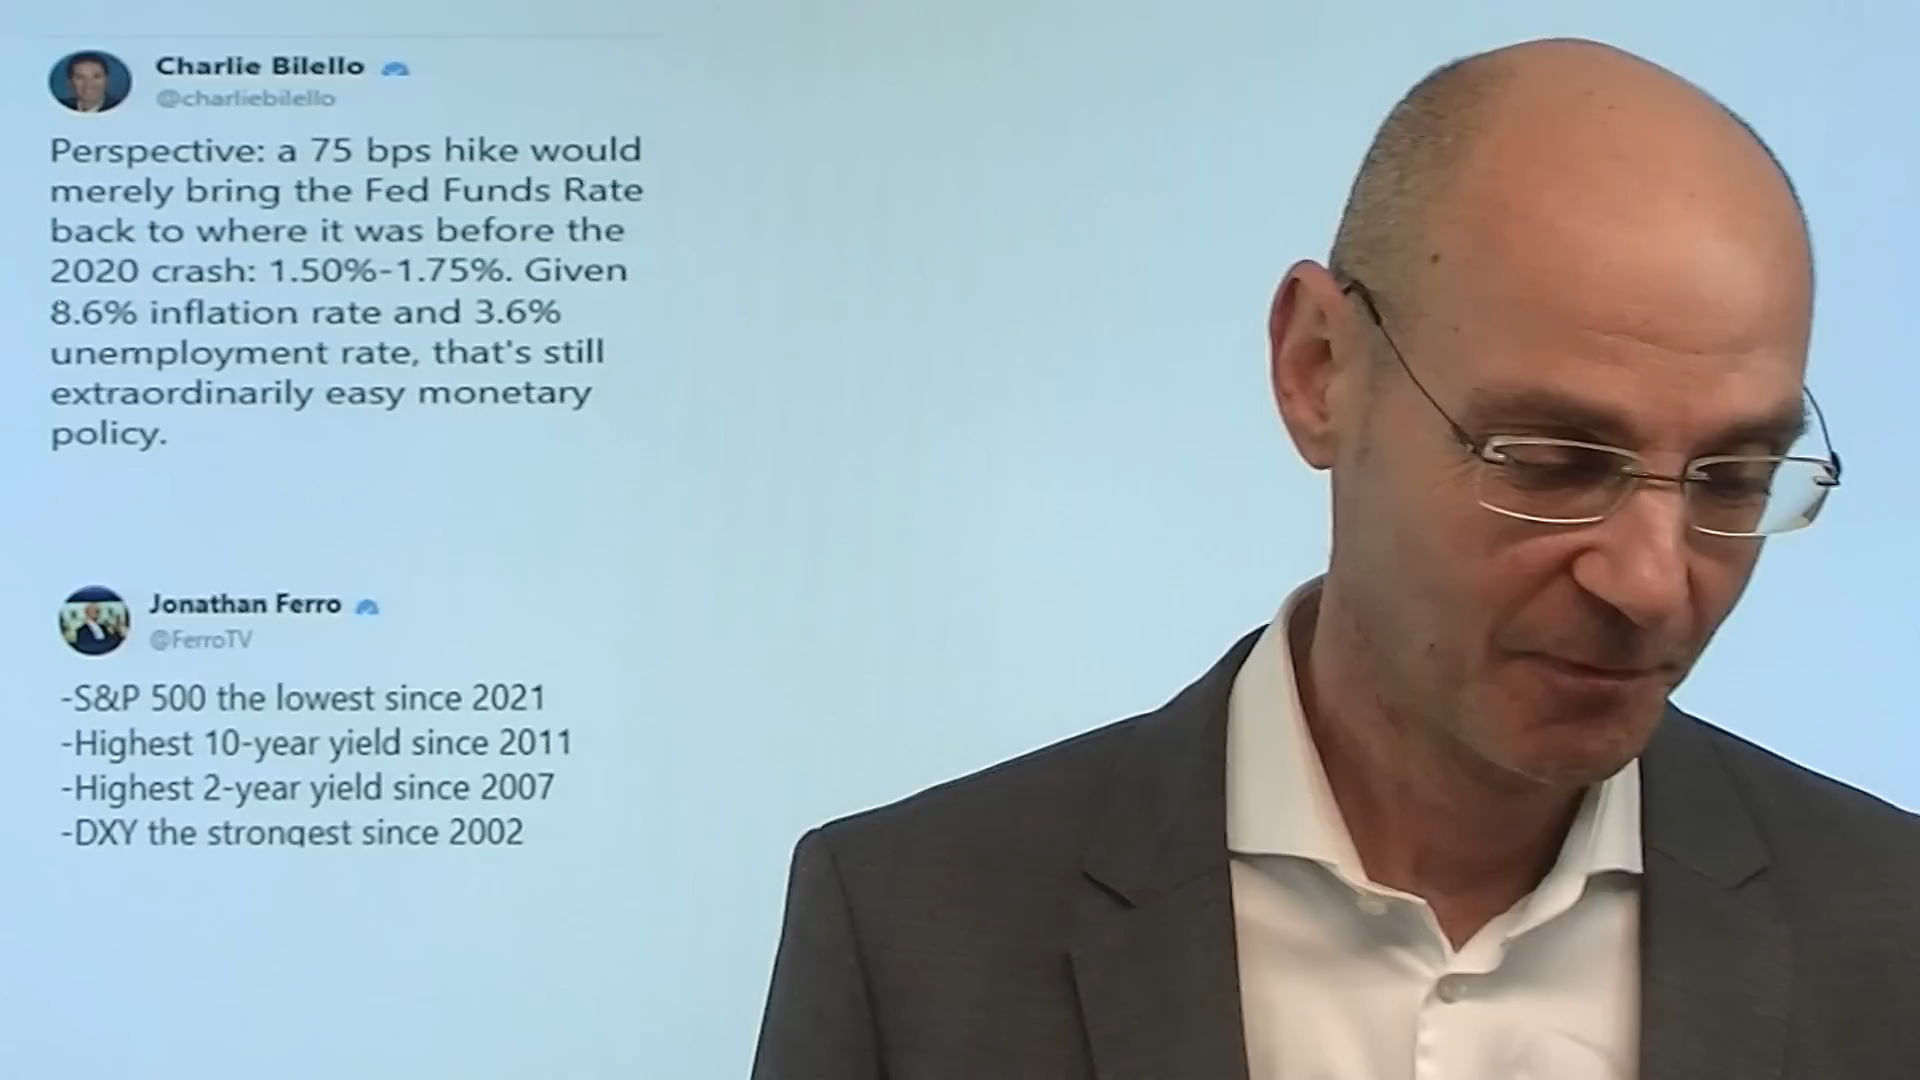 Charlie Bilello
@charliebilello
Perspective: a 75 bps hike would
merely bring the Fed Funds Rate
back to where it was before the
2020 crash: 1.50%-1.75%. Given
8.6% inflation rate and 3.6%
unemployment rate, that's still
extraordinarily easy monetary
policy.
Jonathan Ferro
@FerroTV
-S&P 500 the lowest since 2021
-Highest 10-year yield since 2011
-Highest 2-year yield since 2007
-DXY the strongest since 2002